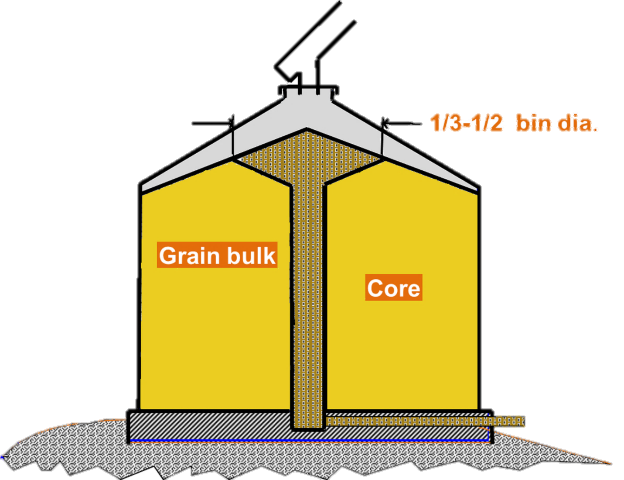 1/3-1/2 bin dia.
Grain bulk
Core